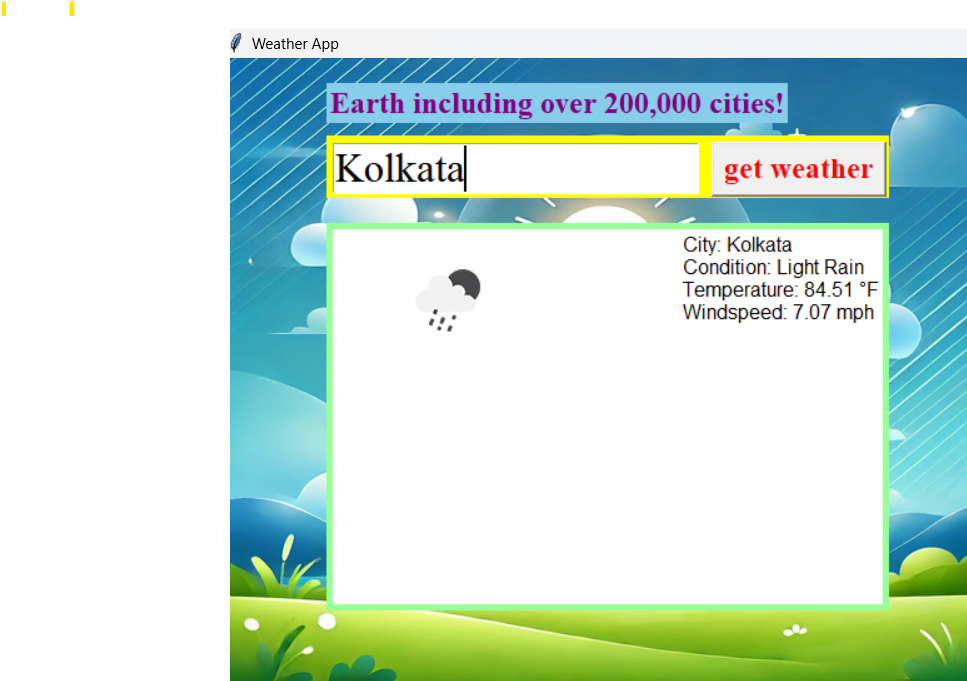 Weather App
Earth including over 200,000 cities!
Kolkata
get weather
City: Kolkata
Condition: Light Rain
Temperature: 84.51 °F
Windspeed: 7.07 mph